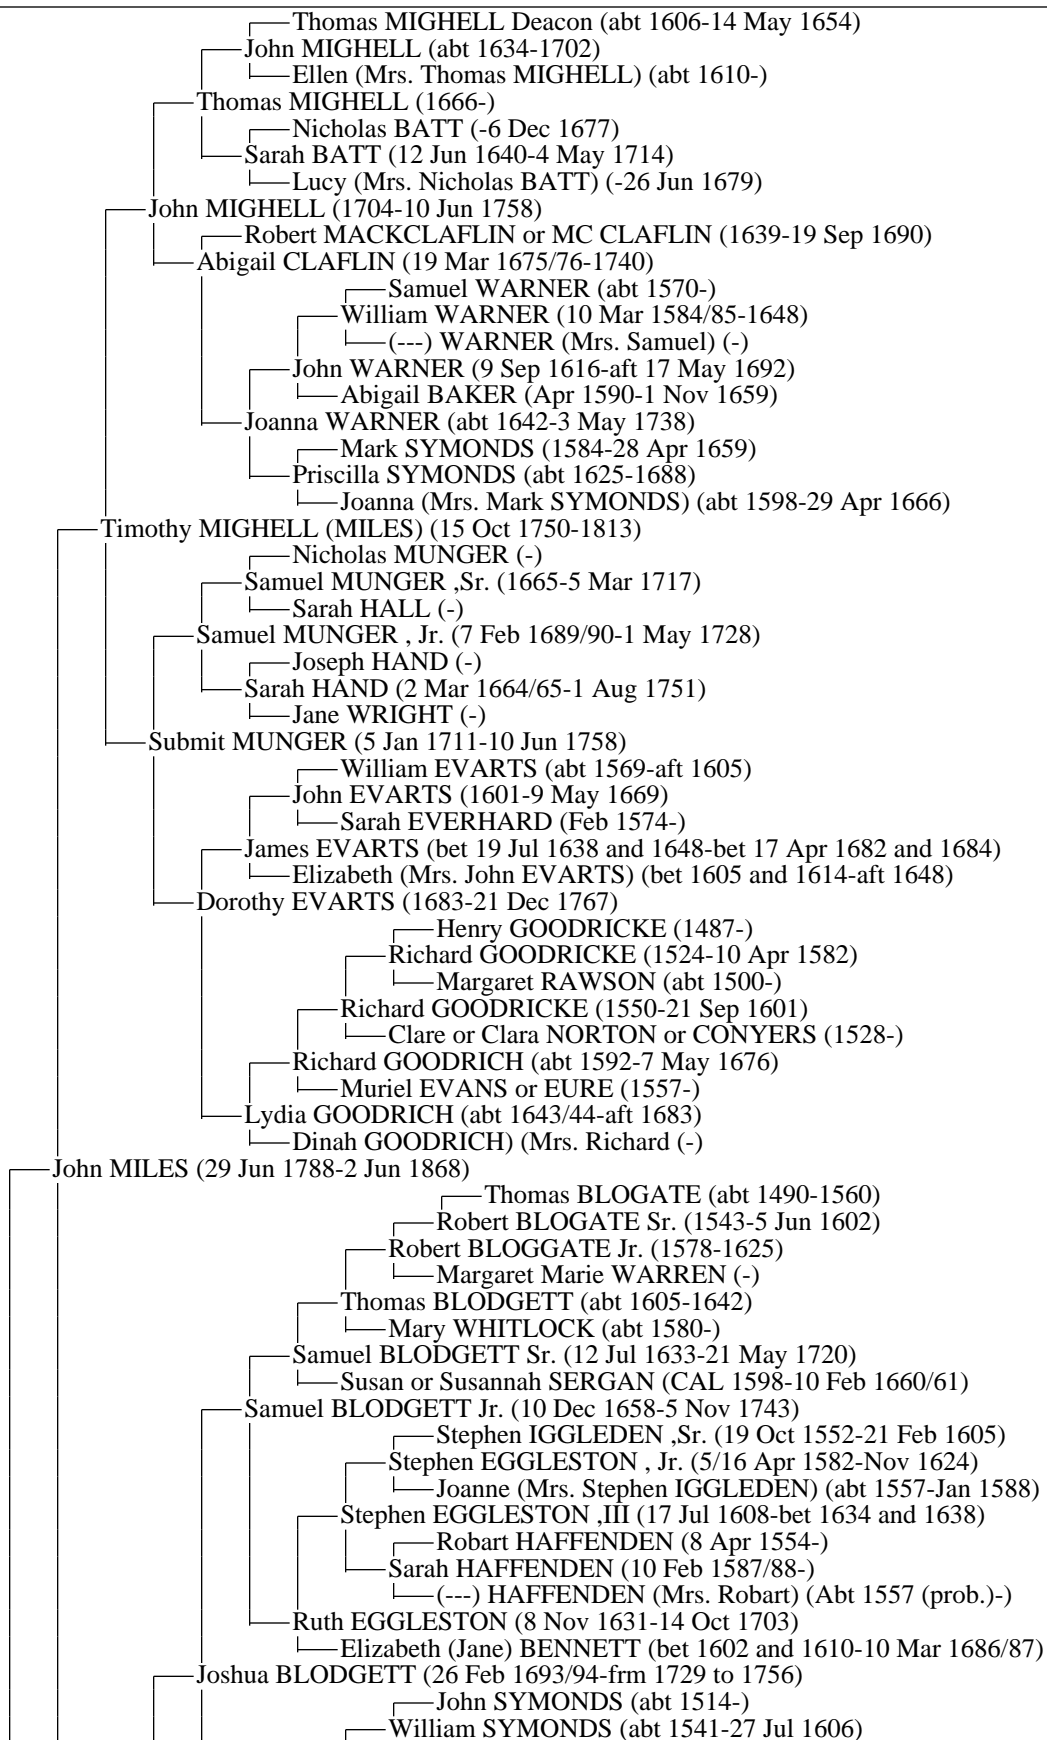 Thomas MIGHELL Deacon (abt 1606-14 May 1654)
John MIGHELL (abt 1634-1702)
Ellen (Mrs. Thomas MIGHELL) (abt 1610-)
Thomas MIGHELL (1666-)
Nicholas BATT (-6 Dec 1677)
Sarah BATT (12 Jun 1640-4 May 1714)
Lucy (Mrs. Nicholas BATT) (-26 Jun 1679)
John MIGHELL (1704-10 Jun 1758)
Robert MACKCLAFLIN or MC CLAFLIN (1639-19 Sep 1690)
Abigail CLAFLIN (19 Mar 1675/76-1740)
Samuel WARNER (abt 1570-)
William WARNER (10 Mar 1584/85-1648)
(---) WARNER (Mrs. Samuel) (-)
John WARNER (9 Sep 1616-aft 17 May 1692)
Abigail BAKER (Apr 1590-1 Nov 1659)
Joanna WARNER (abt 1642-3 May 1738)
Mark SYMONDS (1584-28 Apr 1659)
Priscilla SYMONDS (abt 1625-1688)
Joanna (Mrs. Mark SYMONDS) (abt 1598-29 Apr 1666)
Timothy MIGHELL (MILES) (15 Oct 1750-1813)
Nicholas MUNGER (-)
Samuel MUNGER ,Sr. (1665-5 Mar 1717)
Sarah HALL (-)
Samuel MUNGER , Jr. (7 Feb 1689/90-1 May 1728)
Joseph HAND (-)
Sarah HAND (2 Mar 1664/65-1 Aug 1751)
Jane WRIGHT (-)
Submit MUNGER (5 Jan 1711-10 Jun 1758)
William EVARTS (abt 1569-aft 1605)
John EVARTS (1601-9 May 1669)
Sarah EVERHARD (Feb 1574-)
James EVARTS (bet 19 Jul 1638 and 1648-bet 17 Apr 1682 and 1684)
Elizabeth (Mrs. John EVARTS) (bet 1605 and 1614-aft 1648)
Dorothy EVARTS (1683-21 Dec 1767)
Henry GOODRICKE (1487-)
Richard GOODRICKE (1524-10 Apr 1582)
Margaret RAWSON (abt 1500-)
Richard GOODRICKE (1550-21 Sep 1601)
Clare or Clara NORTON or CONYERS (1528-)
Richard GOODRICH (abt 1592-7 May 1676)
Muriel EVANS or EURE (1557-)
Lydia GOODRICH (abt 1643/44-aft 1683)
Dinah GOODRICH) (Mrs. Richard (-)
John MILES (29 Jun 1788-2 Jun 1868)
Thomas BLOGATE (abt 1490-1560)
Robert BLOGATE Sr. (1543-5 Jun 1602)
Robert BLOGGATE Jr. (1578-1625)
Margaret Marie WARREN (-)
Thomas BLODGETT (abt 1605-1642)
Mary WHITLOCK (abt 1580-)
Samuel BLODGETT Sr. (12 Jul 1633-21 May 1720)
Susan or Susannah SERGAN (CAL 1598-10 Feb 1660/61)
Samuel BLODGETT Jr. (10 Dec 1658-5 Nov 1743)
Stephen IGGLEDEN ,Sr. (19 Oct 1552-21 Feb 1605)
Stephen EGGLESTON , Jr. (5/16 Apr 1582-Nov 1624)
Joanne (Mrs. Stephen IGGLEDEN) (abt 1557-Jan 1588)
Stephen EGGLESTON ,III (17 Jul 1608-bet 1634 and 1638)
Robart HAFFENDEN (8 Apr 1554-)
Sarah HAFFENDEN (10 Feb 1587/88-)
(---) HAFFENDEN (Mrs. Robart) (Abt 1557 (prob.)-)
Ruth EGGLESTON (8 Nov 1631-14 Oct 1703)
Elizabeth (Jane) BENNETT (bet 1602 and 1610-10 Mar 1686/87)
Joshua BLODGETT (26 Feb 1693/94-frm 1729 to 1756)
John SYMONDS (abt 1514-)
William SYMONDS (abt 1541-27 Jul 1606)